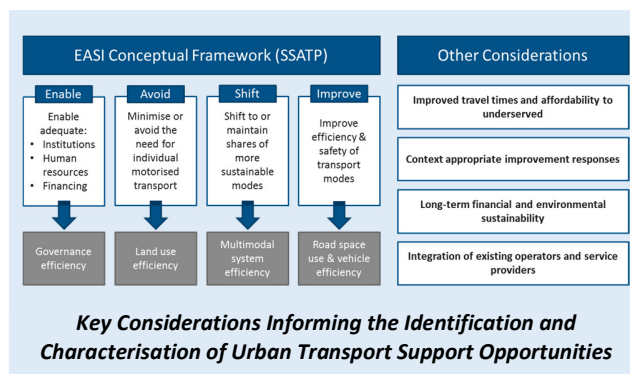 EASI Conceptual Framework (SSATP)
Enable
Enable
adequate:
• Institutions
• Human
resources
• Financing
Governance
efficiency
Avoid
Minimise or
avoid the
need for
individual
motorised
transport
Land use
efficiency
Shift
Shift to or
maintain
shares of
more
sustainable
modes
Multimodal
system
efficiency
Improve
Improve
efficiency &
safety of
transport
modes
Road space
use & vehicle
efficiency
Other Considerations
Improved travel times and affordability to
underserved
Context appropriate improvement responses
Long-term financial and environmental
sustainability
Integration of existing operators and service
providers
Key Considerations Informing the Identification and
Characterisation of Urban Transport Support Opportunities